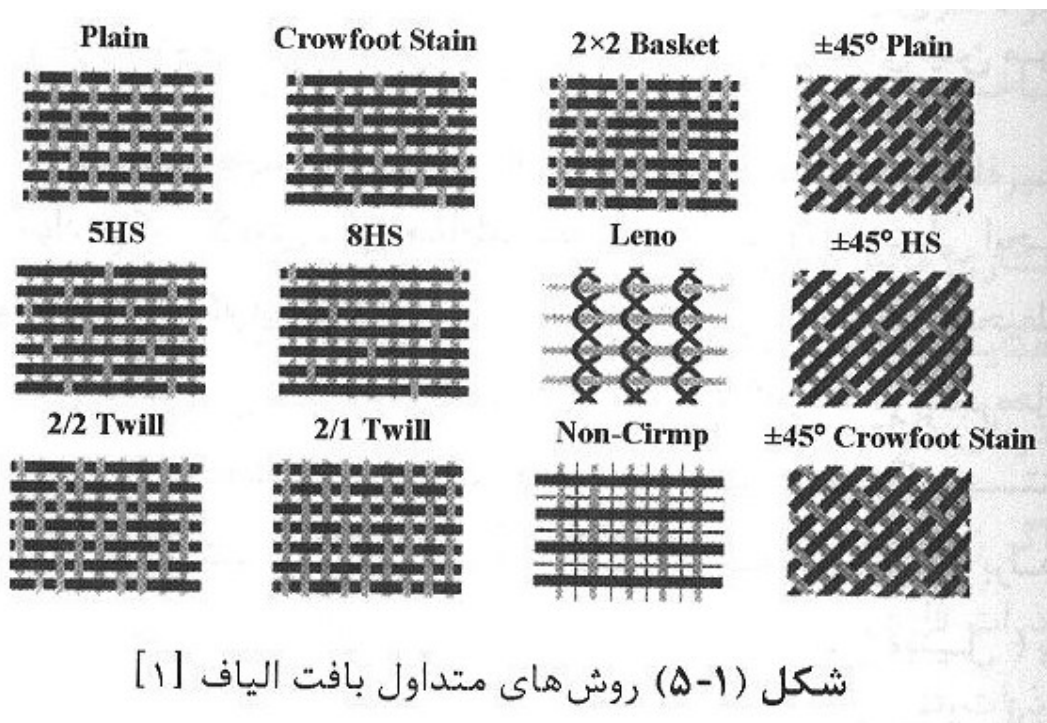 Plain Crowfoot Stain 2×2 Basket ±45° Plain
5HS 8HS Leno ±45° HS
2/2 Twill 2/1 Twill Non-Cirmp ±45° Crowfoot Stain
شکل (۱-۵) روش‌های متداول بافت الیاف [۱]